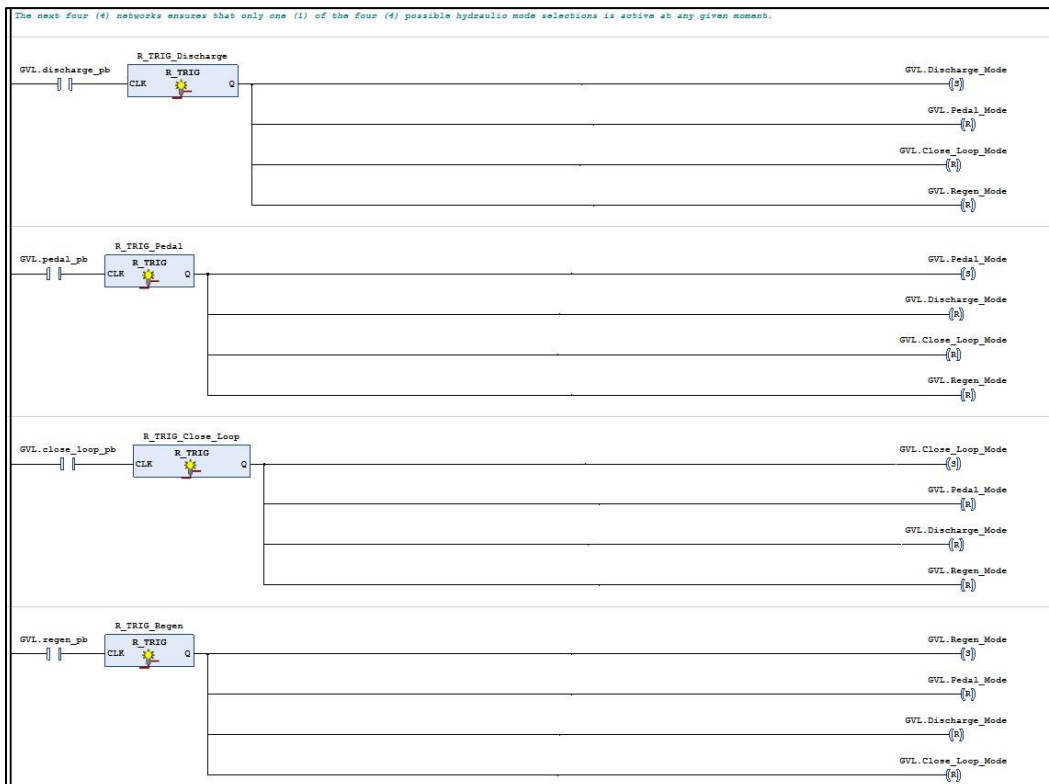 The next four (4) networks ensures that only one (1) of the four (4) possible hydraulic mode selections is active at any given moment.
R_TRIG_Discharge
GVL.discharge_pb
R_TRIG
CLK
Q
GVL.Discharge_Mode
S
GVL.Pedal_Mode
R
GVL.Close_Loop_Mode
R
GVL.Regen_Mode
R
R_TRIG_Pedal
GVL.pedal_pb
R_TRIG
CLK
Q
GVL.Pedal_Mode
S
GVL.Discharge_Mode
R
GVL.Close_Loop_Mode
R
GVL.Regen_Mode
R
R_TRIG_Close_Loop
GVL.close_loop_pb
R_TRIG
CLK
Q
GVL.Close_Loop_Mode
S
GVL.Pedal_Mode
R
GVL.Discharge_Mode
R
GVL.Regen_Mode
R
R_TRIG_Regen
GVL.regen_pb
R_TRIG
CLK
Q
GVL.Regen_Mode
S
GVL.Pedal_Mode
R
GVL.Discharge_Mode
R
GVL.Close_Loop_Mode
R